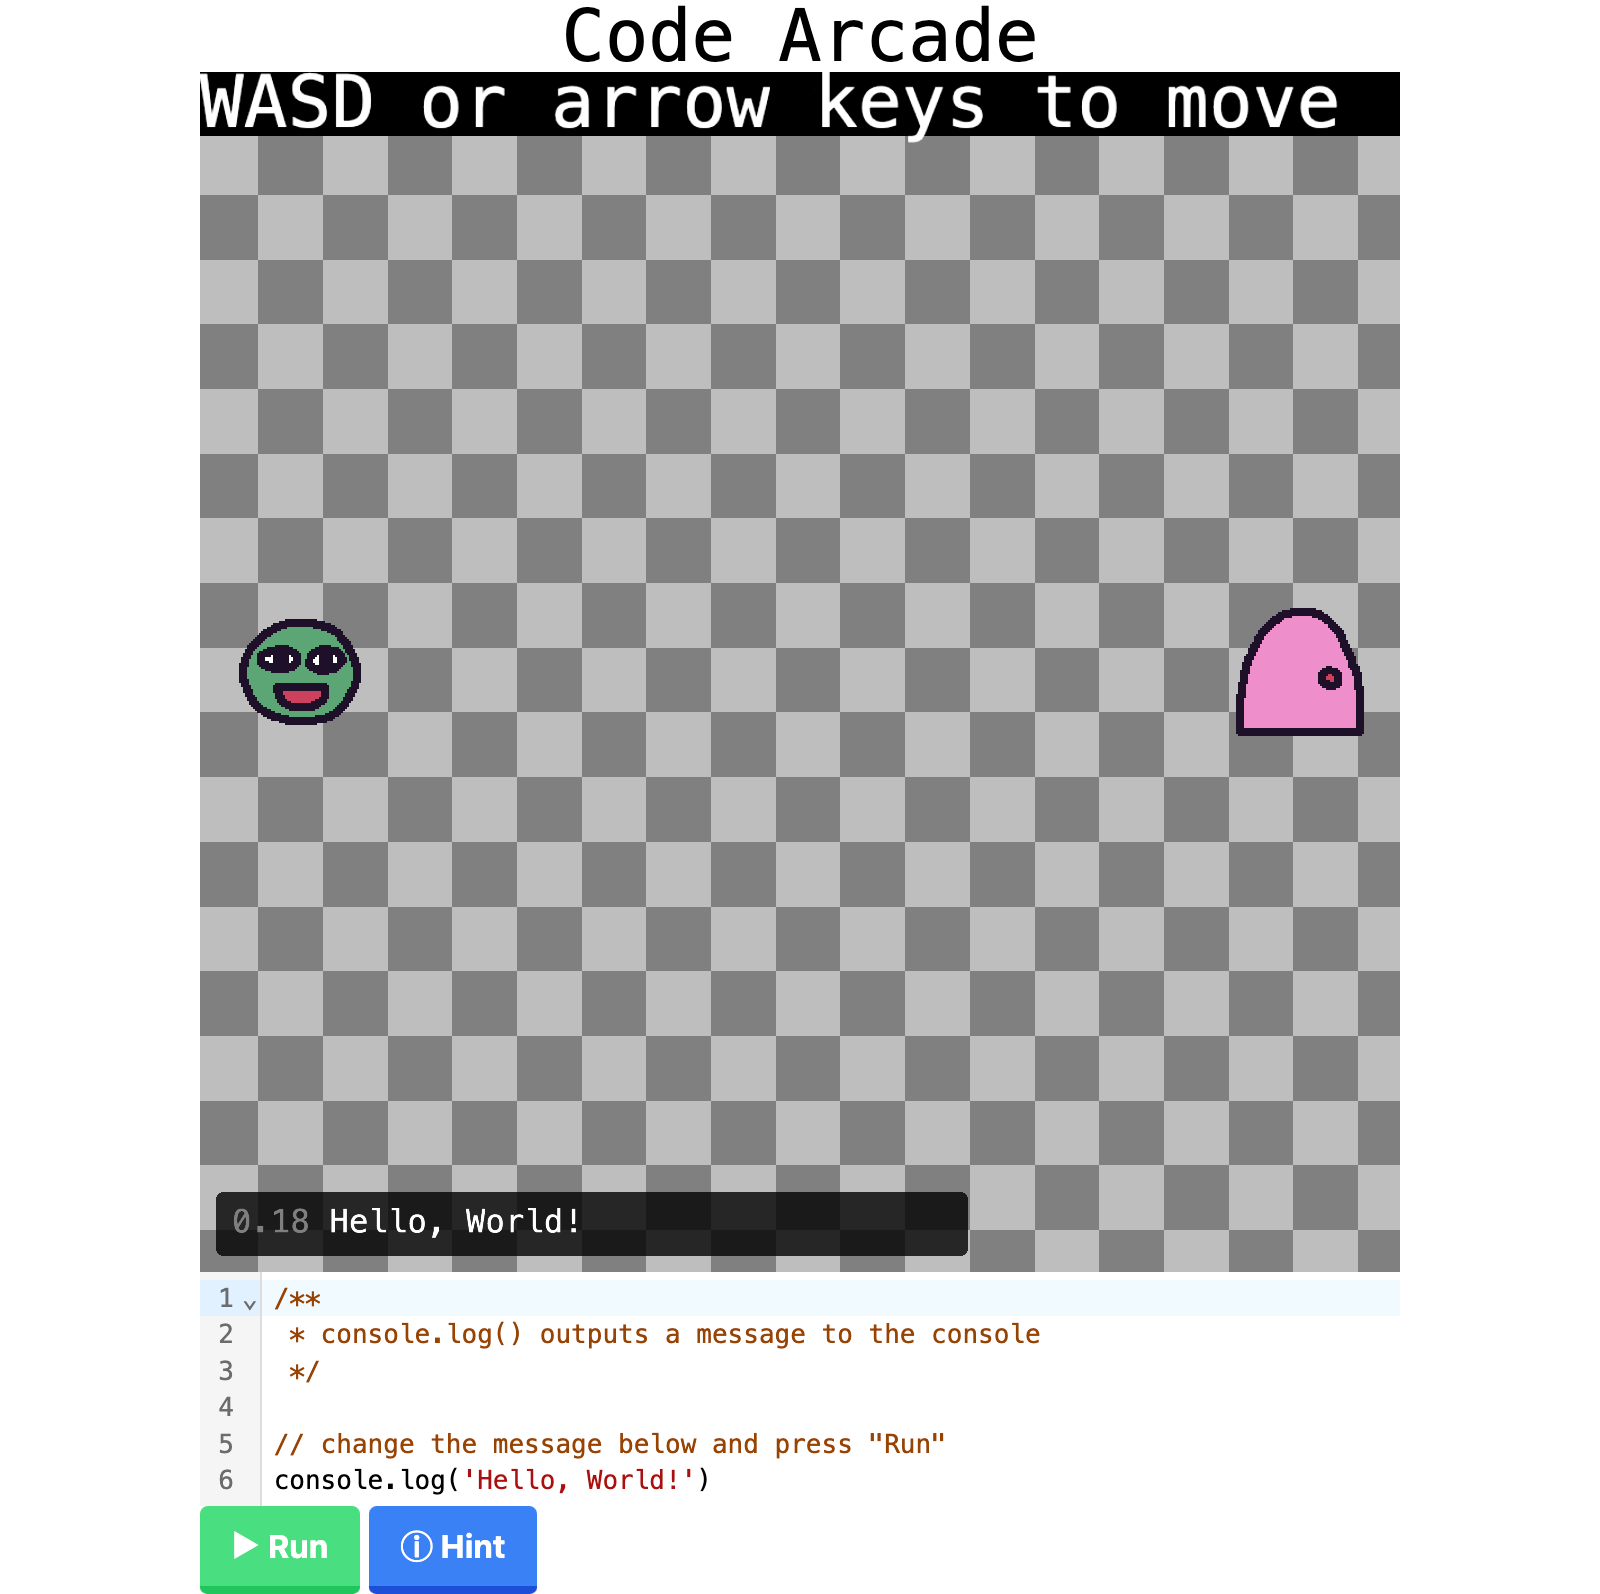 Code Arcade
WASD or arrow keys to move
0.18 Hello, World!
1 /**
2  * console.log() outputs a message to the console
3  */
4
5 // change the message below and press "Run"
6 console.log('Hello, World!')
Run
Hint